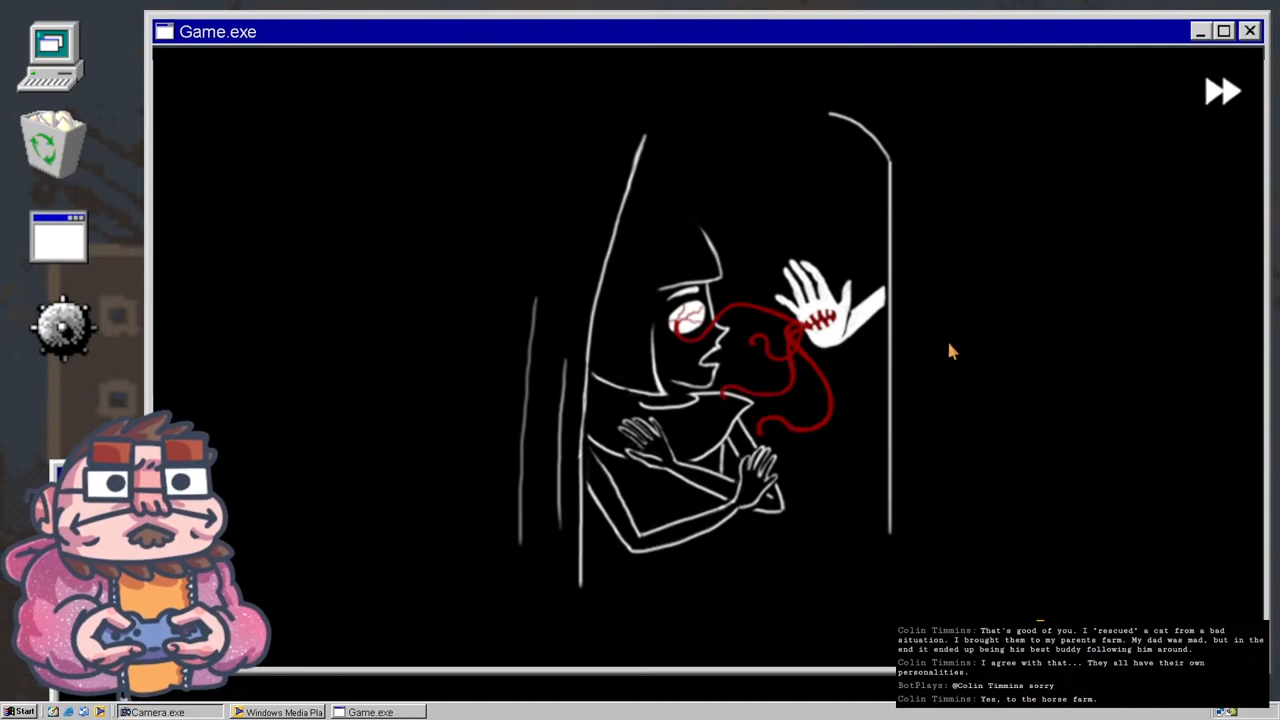 Game.exe
Colin Timmins: That's good of you. I *rescued* a cat from a bad
situation. I brought them to my parents farm. My dad was mad, but in the
end it ended up being his best buddy following him around.
Colin Timmins: I agree with that... They all have their own
personalities.
BotPlays: @Colin Timmins sorry
Colin Timmins: Yes, to the horse farm.
Start
Camera.exe
Windows Media Pla
Game.exe